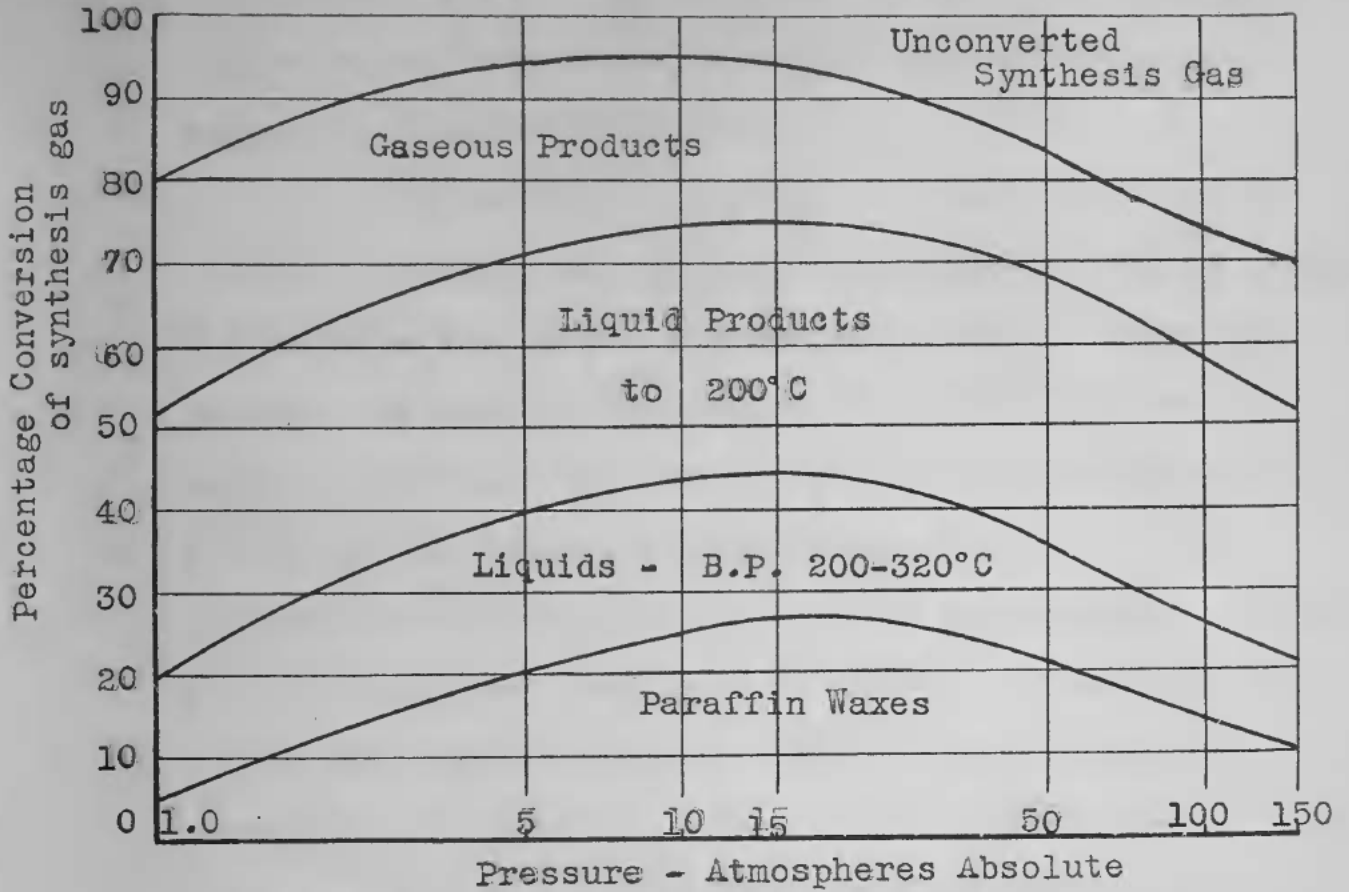 Percentage Conversion
of synthesis gas
100
90
80
70
60
50
40
30
20
10
0
Unconverted
Synthesis Gas
Gaseous Products
Liquid Products
to 200°C
Liquids - B.P. 200-320°C
Paraffin Waxes
1.0 5 10 15 50 100 150
Pressure - Atmospheres Absolute